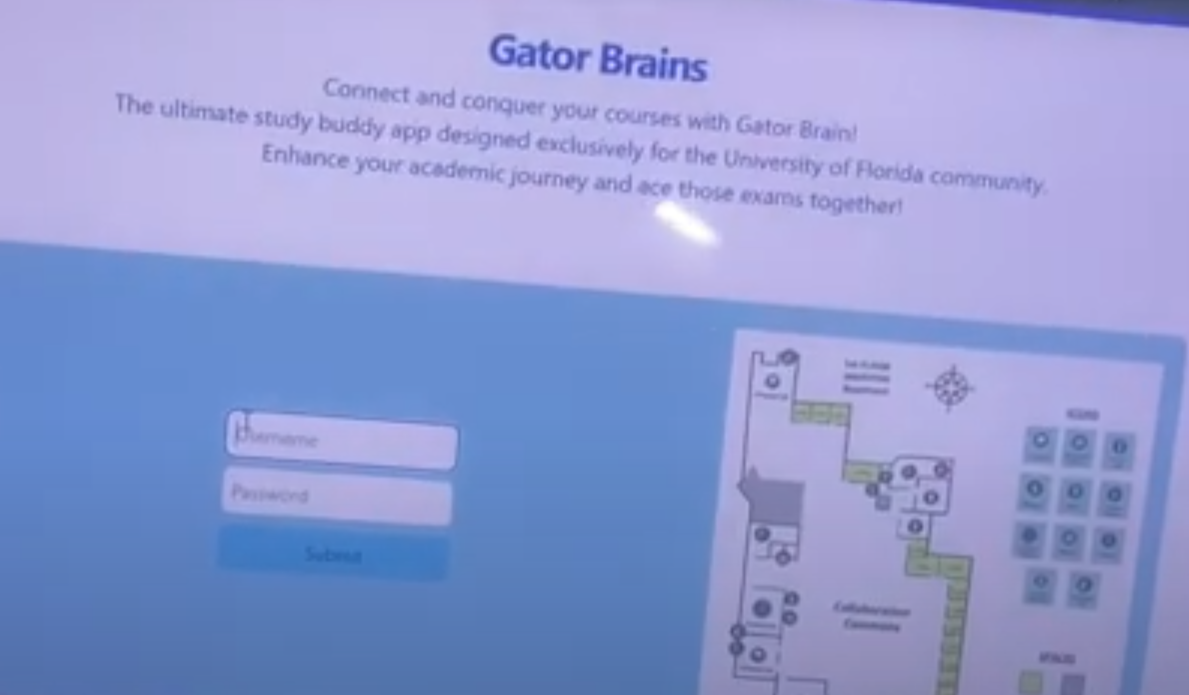 Gator Brains
Connect and conquer your courses with Gator Brain!
The ultimate study buddy app designed exclusively for the University of Florida community.
Enhance your academic journey and ace those exams together!
Username
Password
Submit
Collaboration
Commons